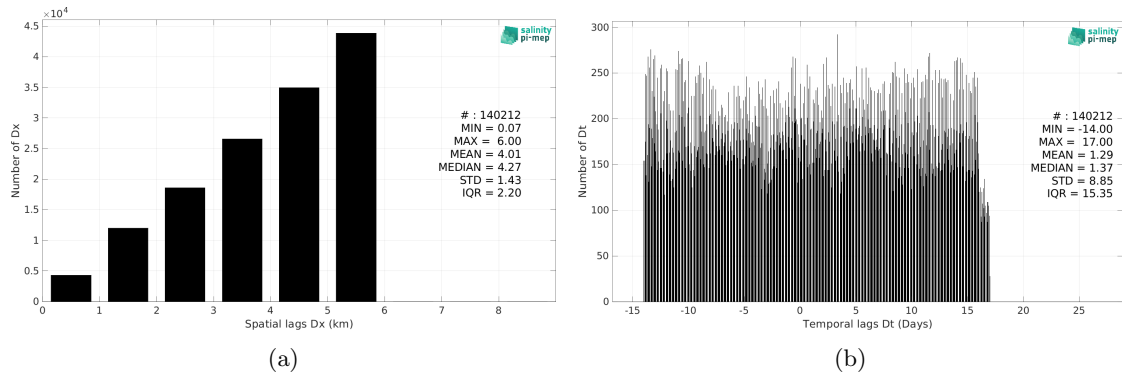 ×10⁴
4.5
4
3.5
3
2.5
2
1.5
1
0.5
0
Number of Dx
0 1 2 3 4 5 6 7 8
Spatial lags Dx (km)
salinity
pi-mep
# : 140212
MIN = 0.07
MAX = 6.00
MEAN = 4.01
MEDIAN = 4.27
STD = 1.43
IQR = 2.20
(a)
300
250
200
150
100
50
0
Number of Dt
-15 -10 -5 0 5 10 15 20 25
Temporal lags Dt (Days)
salinity
pi-mep
# : 140212
MIN = -14.00
MAX = 17.00
MEAN = 1.29
MEDIAN = 1.37
STD = 8.85
IQR = 15.35
(b)